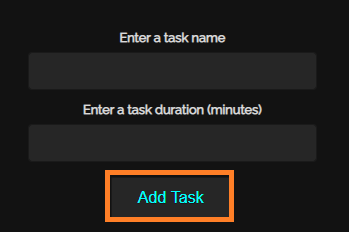 Enter a task name
Enter a task duration (minutes)
Add Task